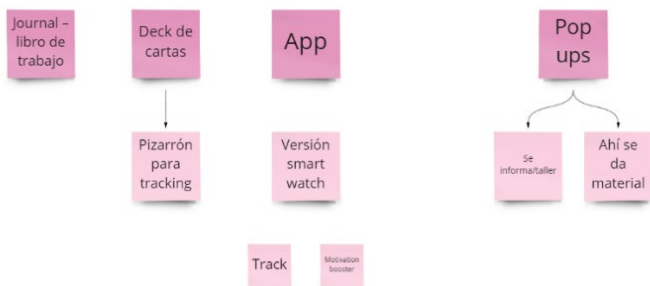 Journal –
libro de
trabajo
Deck de
cartas
App
Pop
ups
Pizarrón
para
tracking
Versión
smart
watch
Se
informa/taller
Ahí se
da
material
Track
Motivation
booster